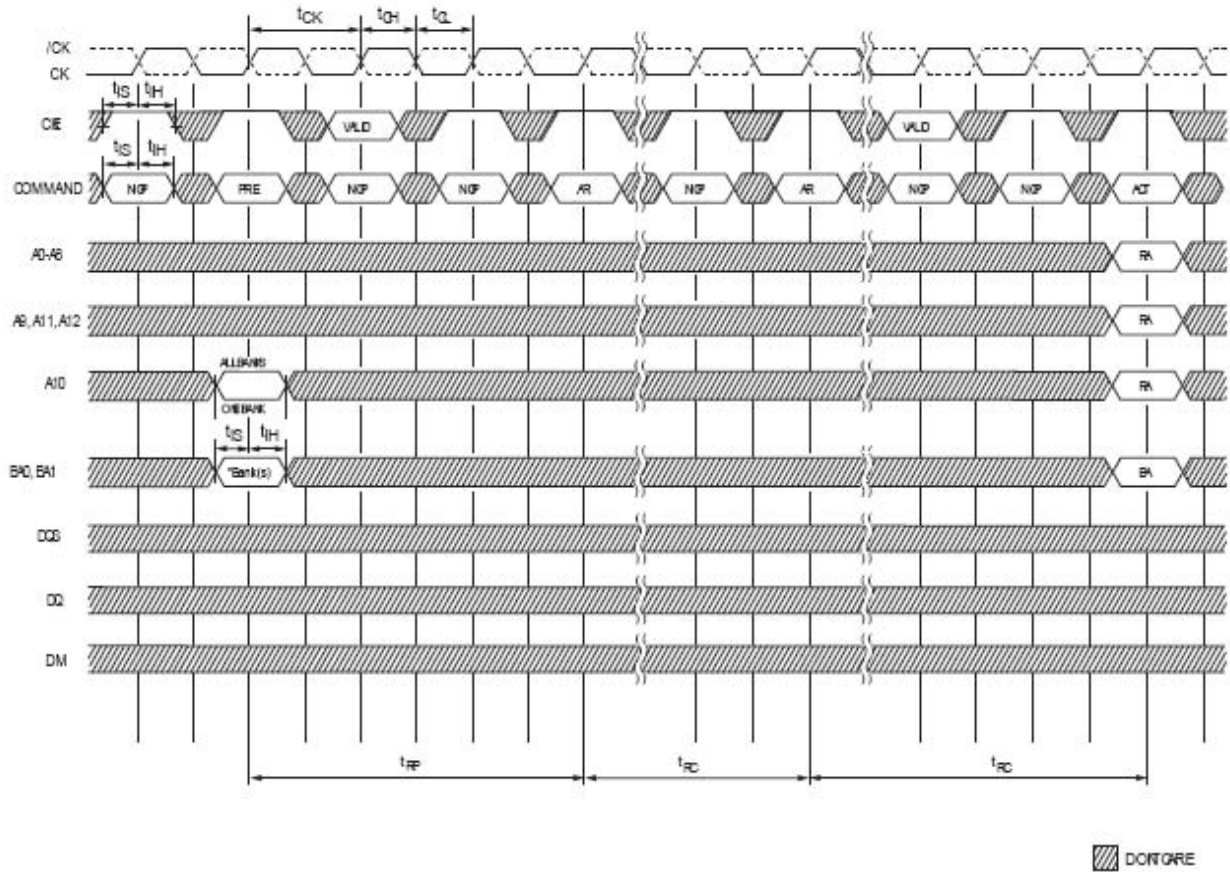 tCK tCH tCL
/CK
CK
tIS tIH
CKE VALID VALID
tIS tIH
COMMAND NOP PRE NOP NOP AR NOP AR NOP NOP ACT
A0-A8 RA
A9, A11, A12 RA
ALL BANKS
A10 RA
ONE BANK
tIS tIH
BA0, BA1 *Bank(s) BA
DQS
DQ
DM
tRP tRC tRC
DON'T CARE